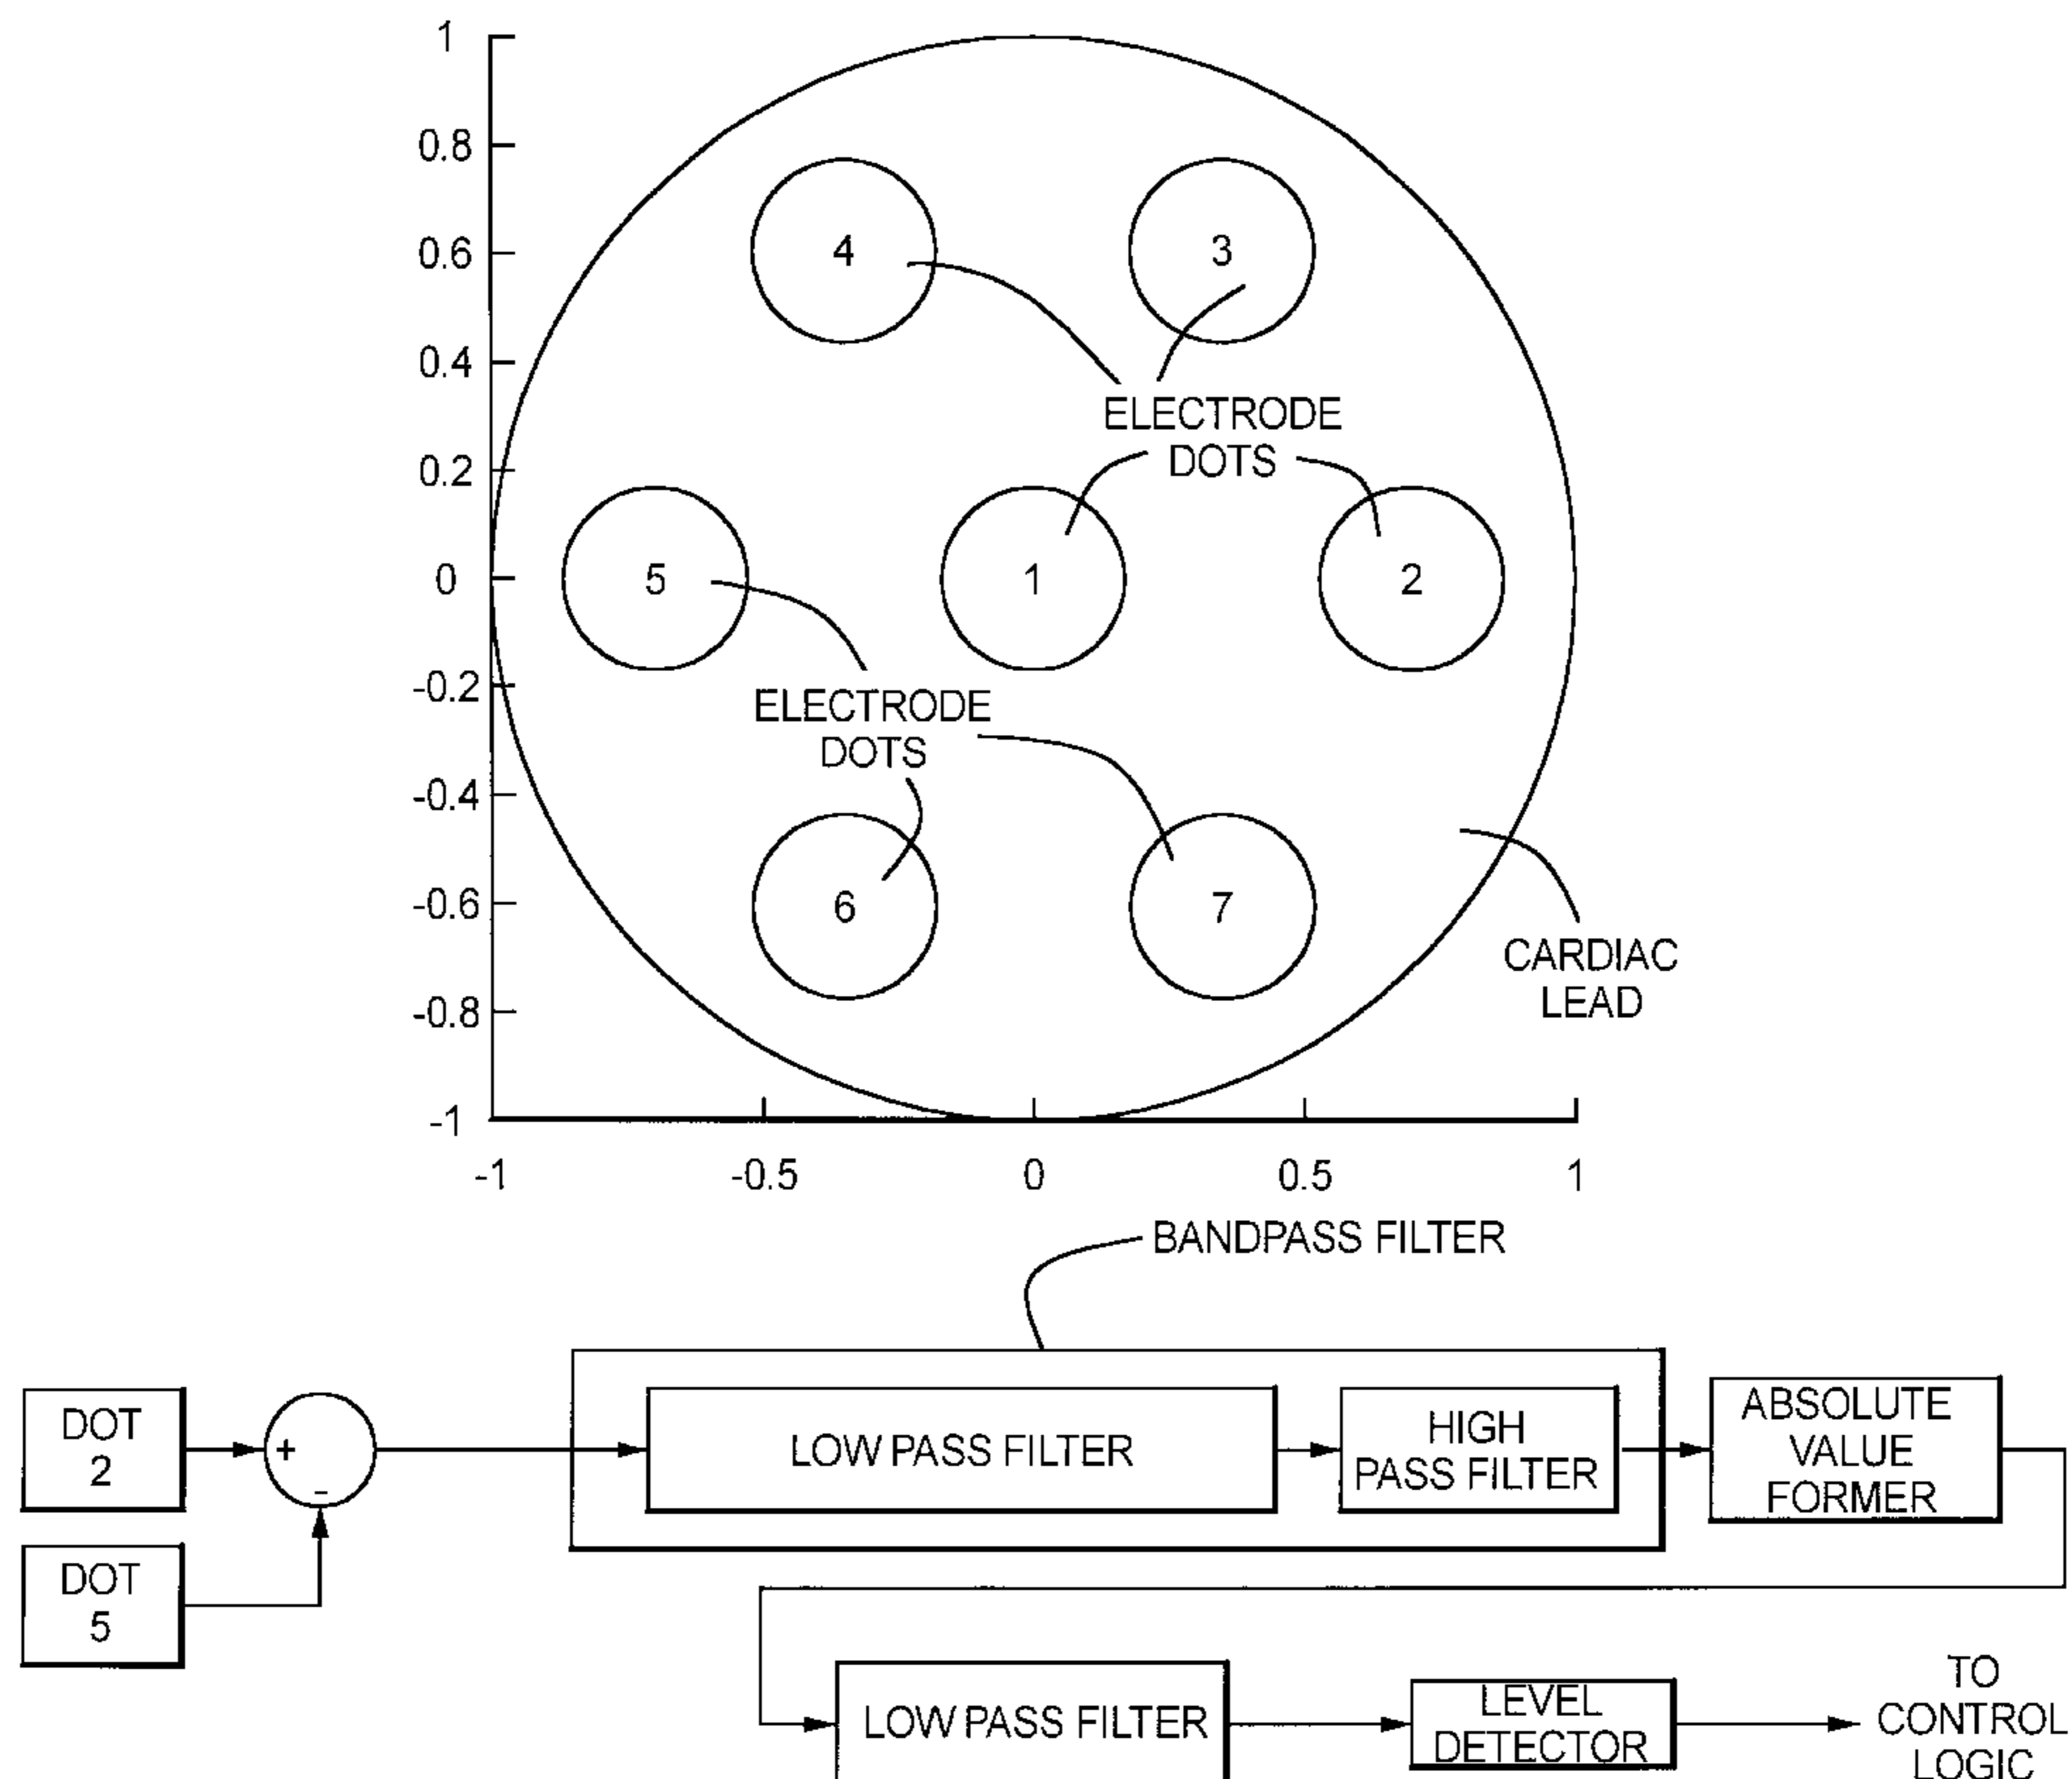 1
0.8
0.6
0.4
0.2
0
-0.2
-0.4
-0.6
-0.8
-1
4
3
ELECTRODE
DOTS
5
1
2
ELECTRODE
DOTS
6
7
CARDIAC
LEAD
-1
-0.5
0
0.5
1
BANDPASS FILTER
DOT
2
+
-
DOT
5
LOW PASS FILTER
HIGH
PASS FILTER
ABSOLUTE
VALUE
FORMER
LOW PASS FILTER
LEVEL
DETECTOR
TO
CONTROL
LOGIC